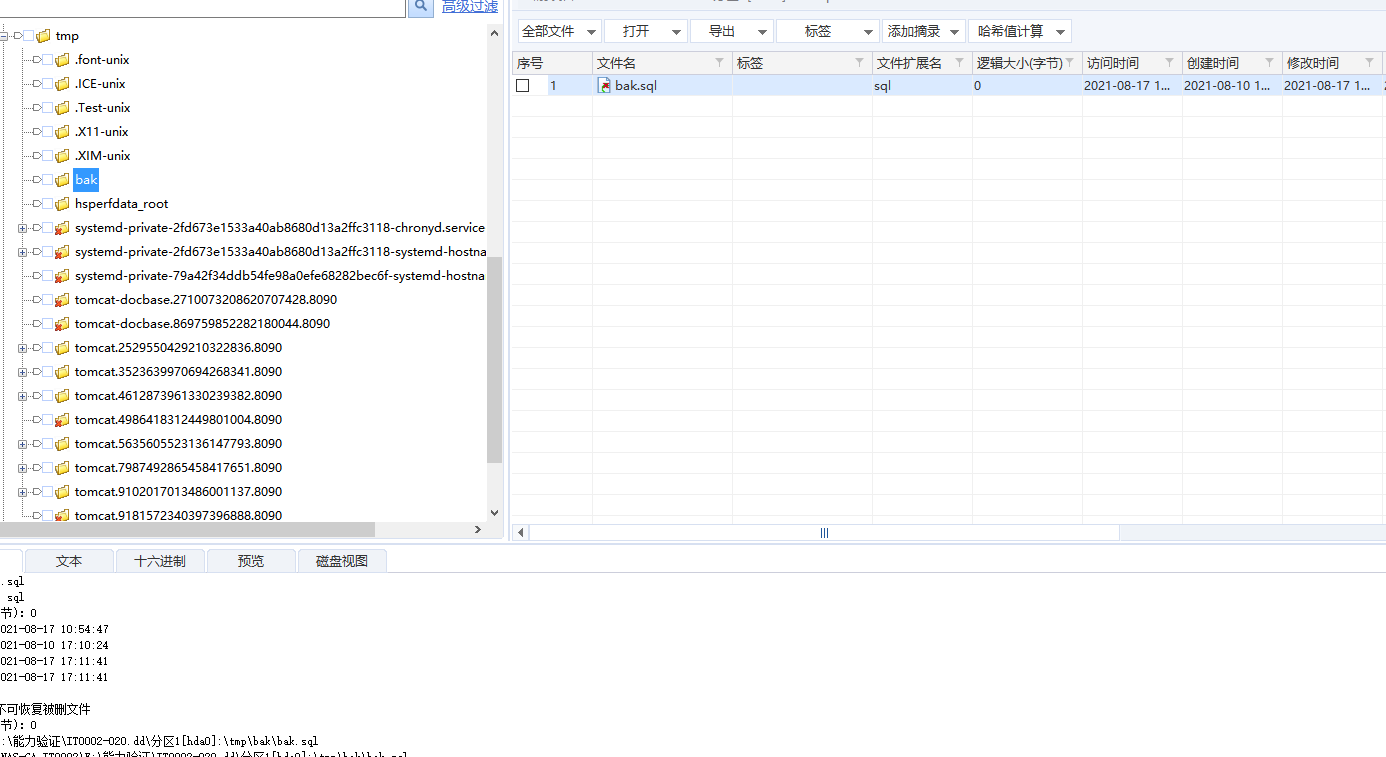 高级过滤
tmp
.font-unix
.ICE-unix
.Test-unix
.X11-unix
.XIM-unix
bak
hsperfdata_root
systemd-private-2fd673e1533a40ab8680d13a2ffc3118-chronyd.service
systemd-private-2fd673e1533a40ab8680d13a2ffc3118-systemd-hostna
systemd-private-79a42f34ddb54fe98a0efe68282bec6f-systemd-hostna
tomcat-docbase.2710073208620707428.8090
tomcat-docbase.869759852282180044.8090
tomcat.2529550429210322836.8090
tomcat.3523639970694268341.8090
tomcat.4612873961330239382.8090
tomcat.4986418312449801004.8090
tomcat.5635605523136147793.8090
tomcat.7987492865458417651.8090
tomcat.9102017013486001137.8090
tomcat.9181572340397396888.8090
全部文件 打开 导出 标签 添加摘录 哈希值计算
序号 文件名 标签 文件扩展名 逻辑大小(字节) 访问时间 创建时间 修改时间
1 bak.sql sql 0 2021-08-17 1... 2021-08-10 1... 2021-08-17 1...
文本 十六进制 预览 磁盘视图
.sql
sql
节): 0
021-08-17 10:54:47
021-08-10 17:10:24
021-08-17 17:11:41
021-08-17 17:11:41
不可恢复被删文件
节): 0
:\能力验证\IT0002-020.dd\分区1[hda0]:\tmp\bak\bak.sql